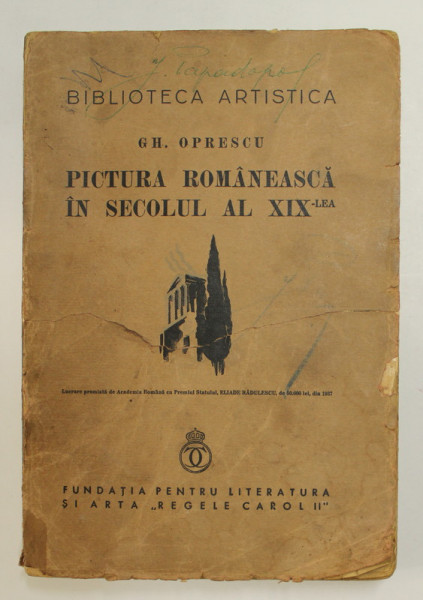 J. Papadopol
BIBLIOTECA ARTISTICA
GH. OPRESCU
PICTURA ROMÂNEASCĂ
ÎN SECOLUL AL XIX-LEA
Lucrare premiată de Academia Română cu Premiul Statului, ELIADE RĂDULESCU, de 50.000 lei, din 1937
FUNDAȚIA PENTRU LITERATURA
ȘI ARTA „REGELE CAROL II"